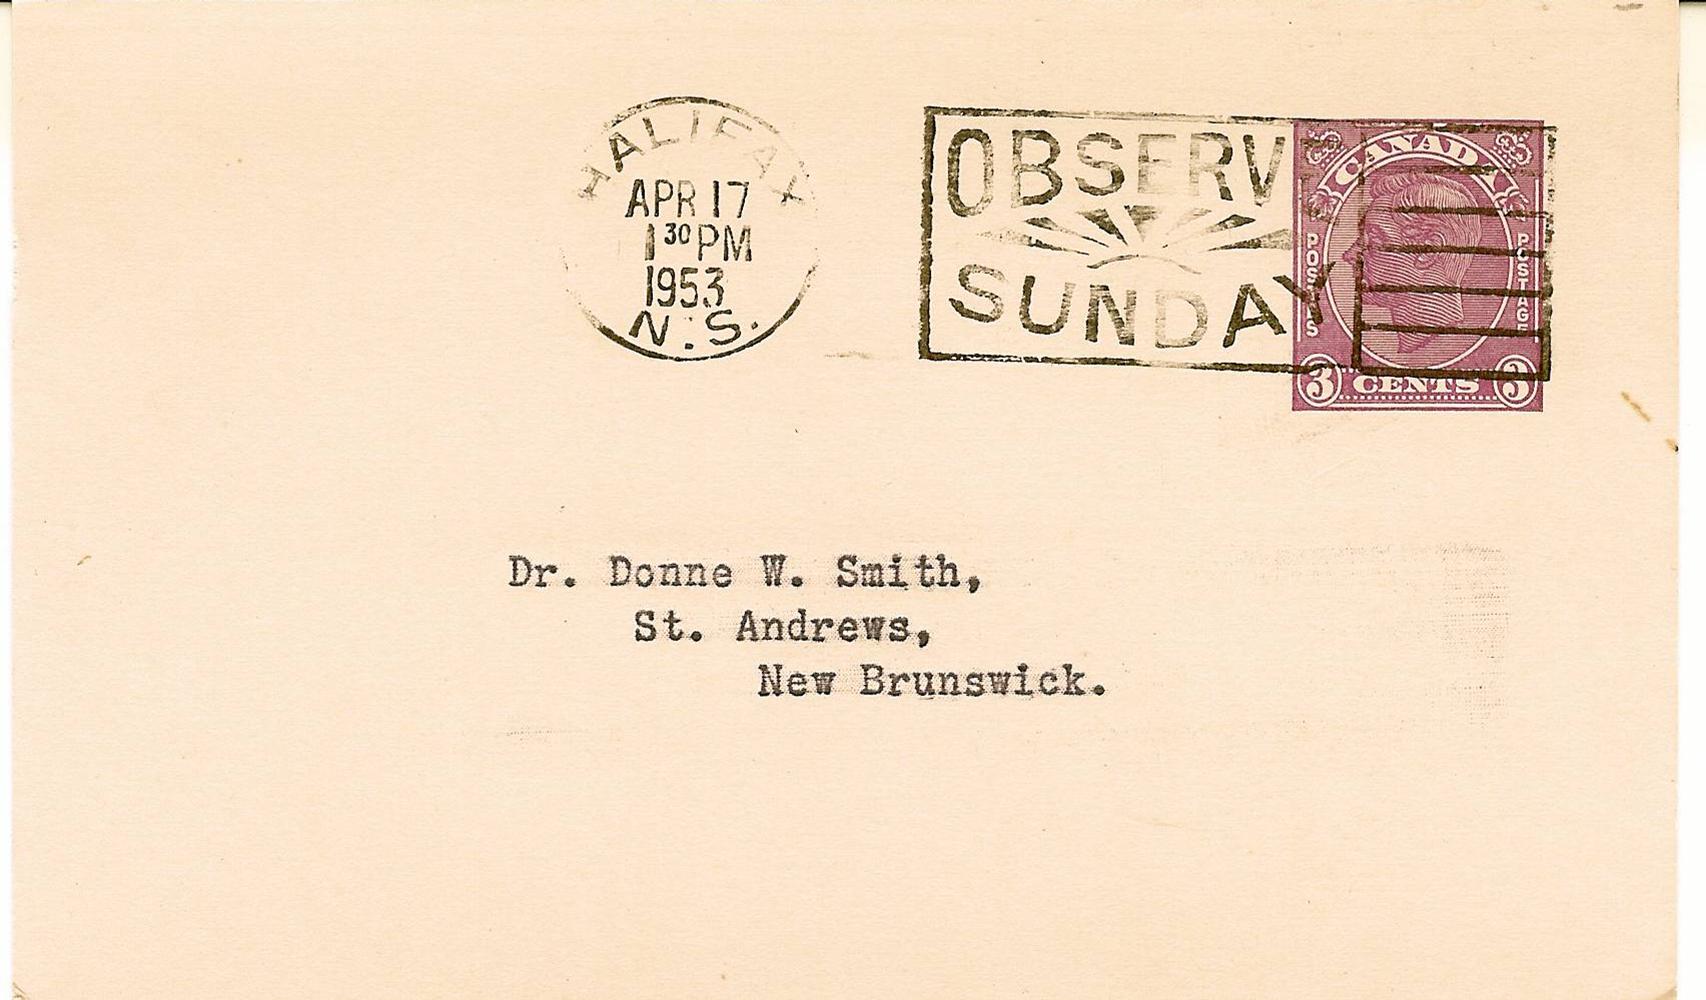 HALIFAX
APR 17
1 30 PM
1953
N.S.
OBSERVE
SUNDAY
CANADA
POSTES
POSTAGE
3 CENTS 3
Dr. Donne W. Smith,
St. Andrews,
New Brunswick.